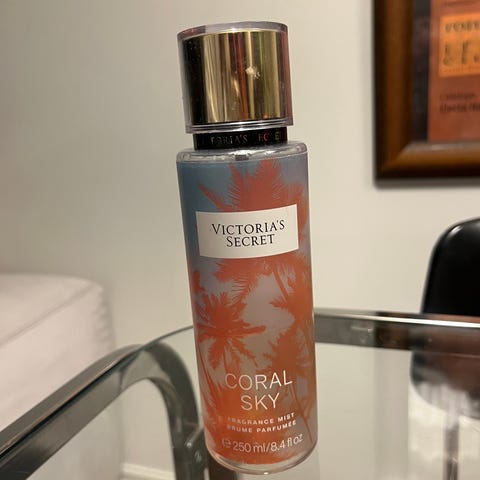 VICTORIA'S
SECRET
CORAL
SKY
FRAGRANCE MIST
BRUME PARFUMÉE
℮ 250 ml/8.4 fl oz